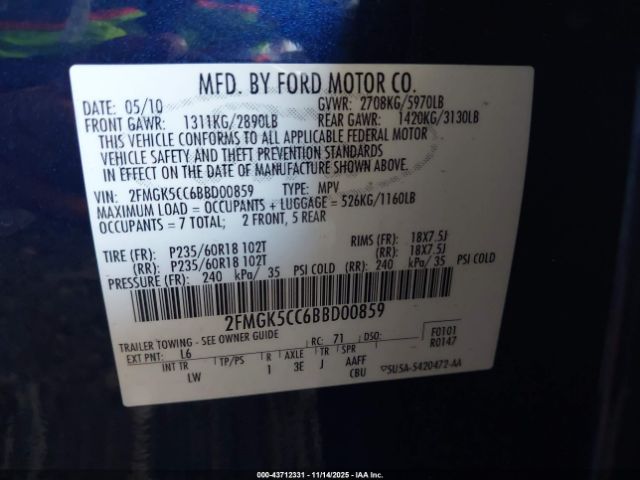 MFD. BY FORD MOTOR CO.
DATE: 05/10 GVWR: 2708KG/5970LB
FRONT GAWR: 1311KG/2890LB REAR GAWR: 1420KG/3130LB
THIS VEHICLE CONFORMS TO ALL APPLICABLE FEDERAL MOTOR
VEHICLE SAFETY AND THEFT PREVENTION STANDARDS
IN EFFECT ON THE DATE OF MANUFACTURE SHOWN ABOVE.
VIN: 2FMGK5CC6BBD00859 TYPE: MPV
MAXIMUM LOAD = OCCUPANTS + LUGGAGE = 526KG/1160LB
OCCUPANTS = 7 TOTAL; 2 FRONT, 5 REAR
TIRE (FR): P235/60R18 102T RIMS (FR): 18X7.5J
(RR): P235/60R18 102T (RR): 18X7.5J
PRESSURE (FR): 240 kPa/ 35 PSI COLD (RR): 240 kPa/ 35 PSI COLD
2FMGK5CC6BBD00859
TRAILER TOWING - SEE OWNER GUIDE
EXT PNT: L6 RC: 71 DSO: F0101
INT TR TP/PS R AXLE TR SPR R0147
LW 1 3E J AAFF
CBU 5U5A-5420472-AA
000-43712331 - 11/14/2025 - IAAI.COM